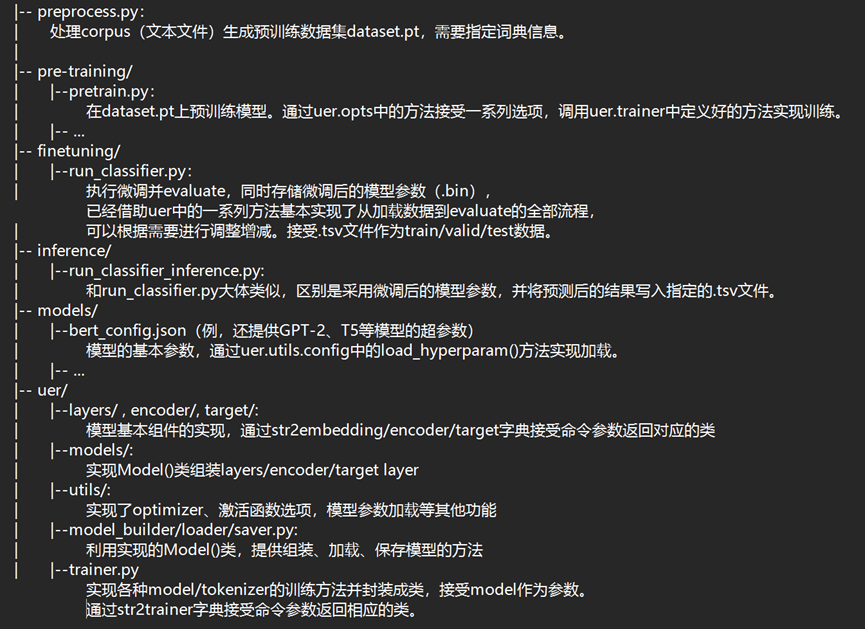 |-- preprocess.py:
|       处理corpus（文本文件）生成预训练数据集dataset.pt，需要指定词典信息。
|
|-- pre-training/
|       |--pretrain.py:
|               在dataset.pt上预训练模型。通过uer.opts中的方法接受一系列选项，调用uer.trainer中定义好的方法实现训练。
|       |-- ...
|-- finetuning/
|       |--run_classifier.py:
|               执行微调并evaluate，同时存储微调后的模型参数（.bin），
                已经借助uer中的一系列方法基本实现了从加载数据到evaluate的全部流程，
|               可以根据需要进行调整增减。接受.tsv文件作为train/valid/test数据。
|-- inference/
|       |--run_classifier_inference.py:
|               和run_classifier.py大体类似，区别是采用微调后的模型参数，并将预测后的结果写入指定的.tsv文件。
|-- models/
|       |--bert_config.json（例，还提供GPT-2、T5等模型的超参数）
|               模型的基本参数，通过uer.utils.config中的load_hyperparam()方法实现加载。
|       |-- ...
|-- uer/
|       |--layers/ , encoder/, target/:
|               模型基本组件的实现，通过str2embedding/encoder/target字典接受命令参数返回对应的类
|       |--models/:
|               实现Model()类组装layers/encoder/target layer
|       |--utils/:
|               实现了optimizer、激活函数选项，模型参数加载等其他功能
|       |--model_builder/loader/saver.py:
|               利用实现的Model()类，提供组装、加载、保存模型的方法
|       |--trainer.py
                实现各种model/tokenizer的训练方法并封装成类，接受model作为参数。
                通过str2trainer字典接受命令参数返回相应的类。